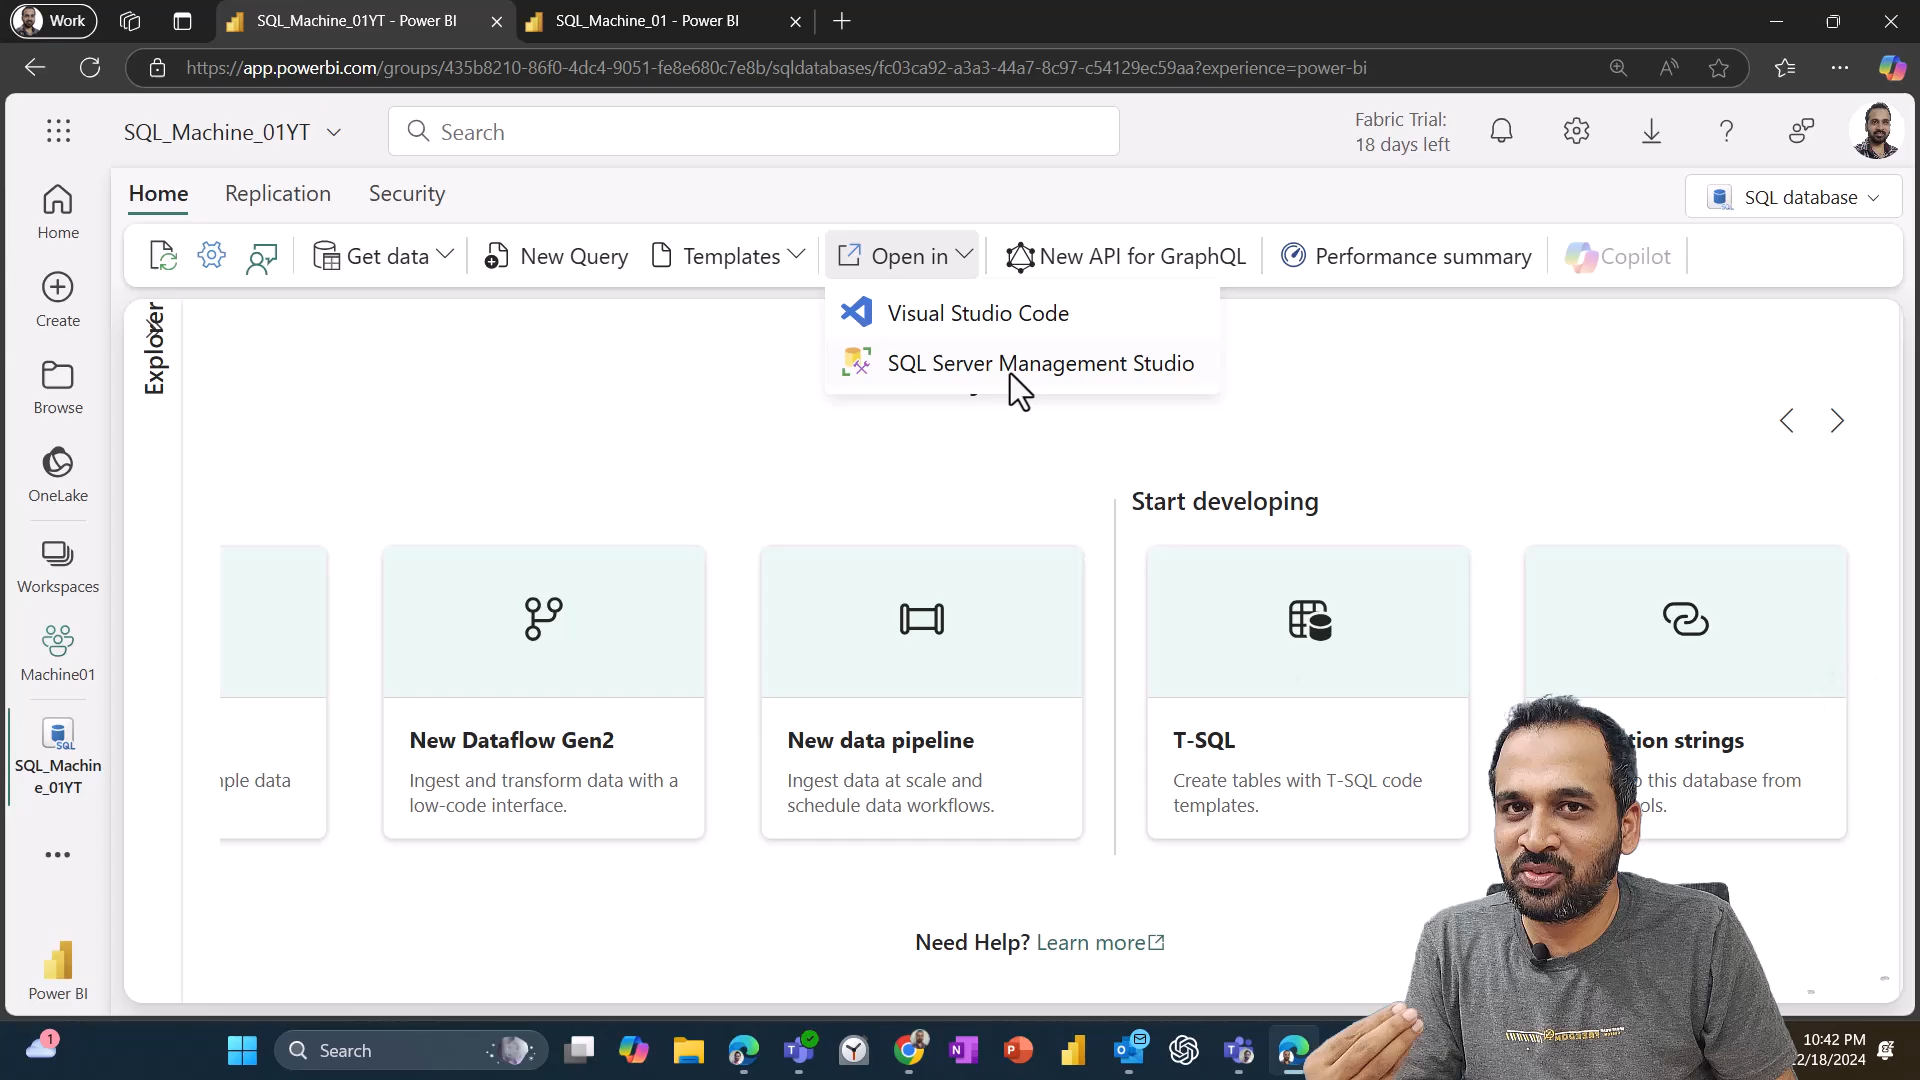 Work
SQL_Machine_01YT - Power BI
SQL_Machine_01 - Power BI
https://app.powerbi.com/groups/435b8210-86f0-4dc4-9051-fe8e680c7e8b/sqldatabases/fc03ca92-a3a3-44a7-8c97-c54129ec59aa?experience=power-bi
SQL_Machine_01YT
Search
Fabric Trial:
18 days left
Home
Replication
Security
SQL database
Get data
New Query
Templates
Open in
New API for GraphQL
Performance summary
Copilot
Visual Studio Code
SQL Server Management Studio
Explorer
Home
Create
Browse
OneLake
Workspaces
Machine01
SQL
SQL_Machin
e_01YT
Power BI
Start developing
ple data
New Dataflow Gen2
Ingest and transform data with a
low-code interface.
New data pipeline
Ingest data at scale and
schedule data workflows.
T-SQL
Create tables with T-SQL code
templates.
tion strings
this database from
ols.
Need Help? Learn more
1
Search
10:42 PM
2/18/2024